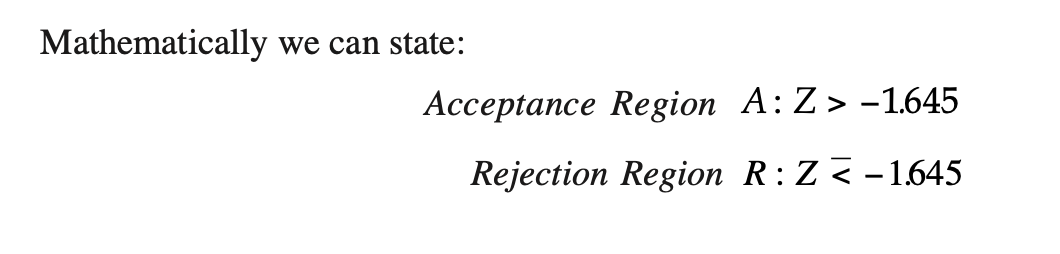 Mathematically we can state:
Acceptance Region A : Z > −1.645
Rejection Region R : Z ⥶ −1.645